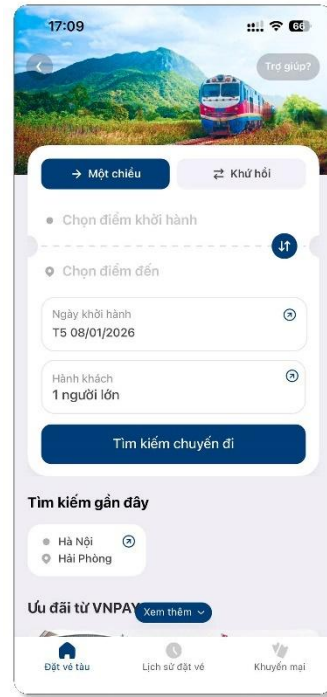 17:09
66
Trợ giúp?
Một chiều
Khứ hồi
Chọn điểm khởi hành
Chọn điểm đến
Ngày khởi hành
T5 08/01/2026
Hành khách
1 người lớn
Tìm kiếm chuyến đi
Tìm kiếm gần đây
Hà Nội
Hải Phòng
Ưu đãi từ VNPAY
Xem thêm
Đặt vé tàu
Lịch sử đặt vé
Khuyến mại